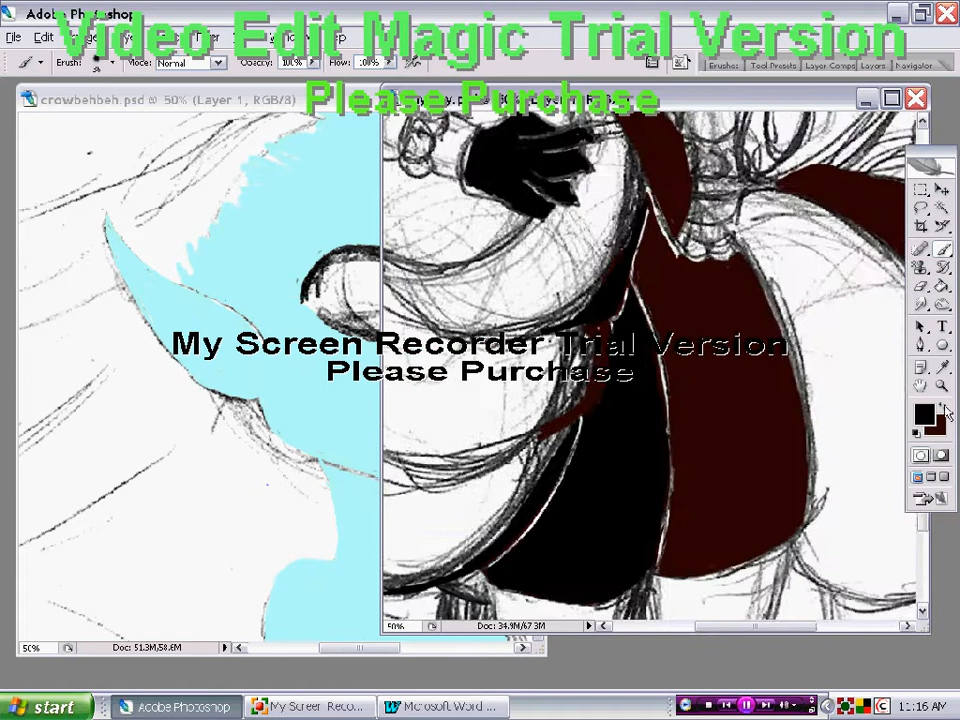 Adobe Photoshop
Video Edit Magic Trial Version
File Edit
Brush: Mode: Normal Opacity: 100% Flow: 100%
Brushes Tool Presets Layer Comps Layers Navigator
Please Purchase
crowbehbeh.psd @ 50% (Layer 1, RGB/8)
My Screen Recorder Trial Version
Please Purchase
50% Doc: 34.9M/67.3M
50% Doc: 51.3M/58.6M
start Adobe Photoshop My Screen Reco... Microsoft Word ... 11:16 AM